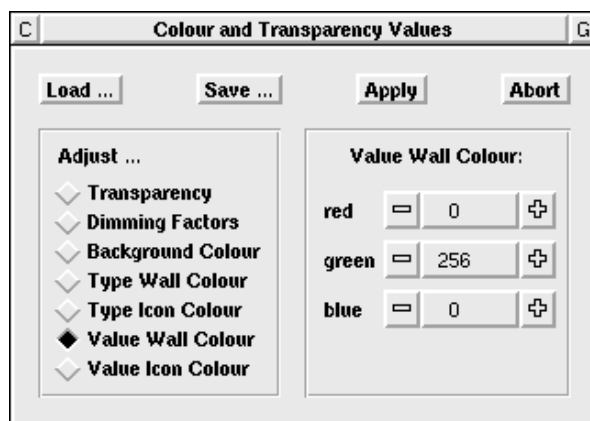 C Colour and Transparency Values G
Load ... Save ... Apply Abort
Adjust ...
Transparency
Dimming Factors
Background Colour
Type Wall Colour
Type Icon Colour
Value Wall Colour
Value Icon Colour
Value Wall Colour:
red 0
green 256
blue 0